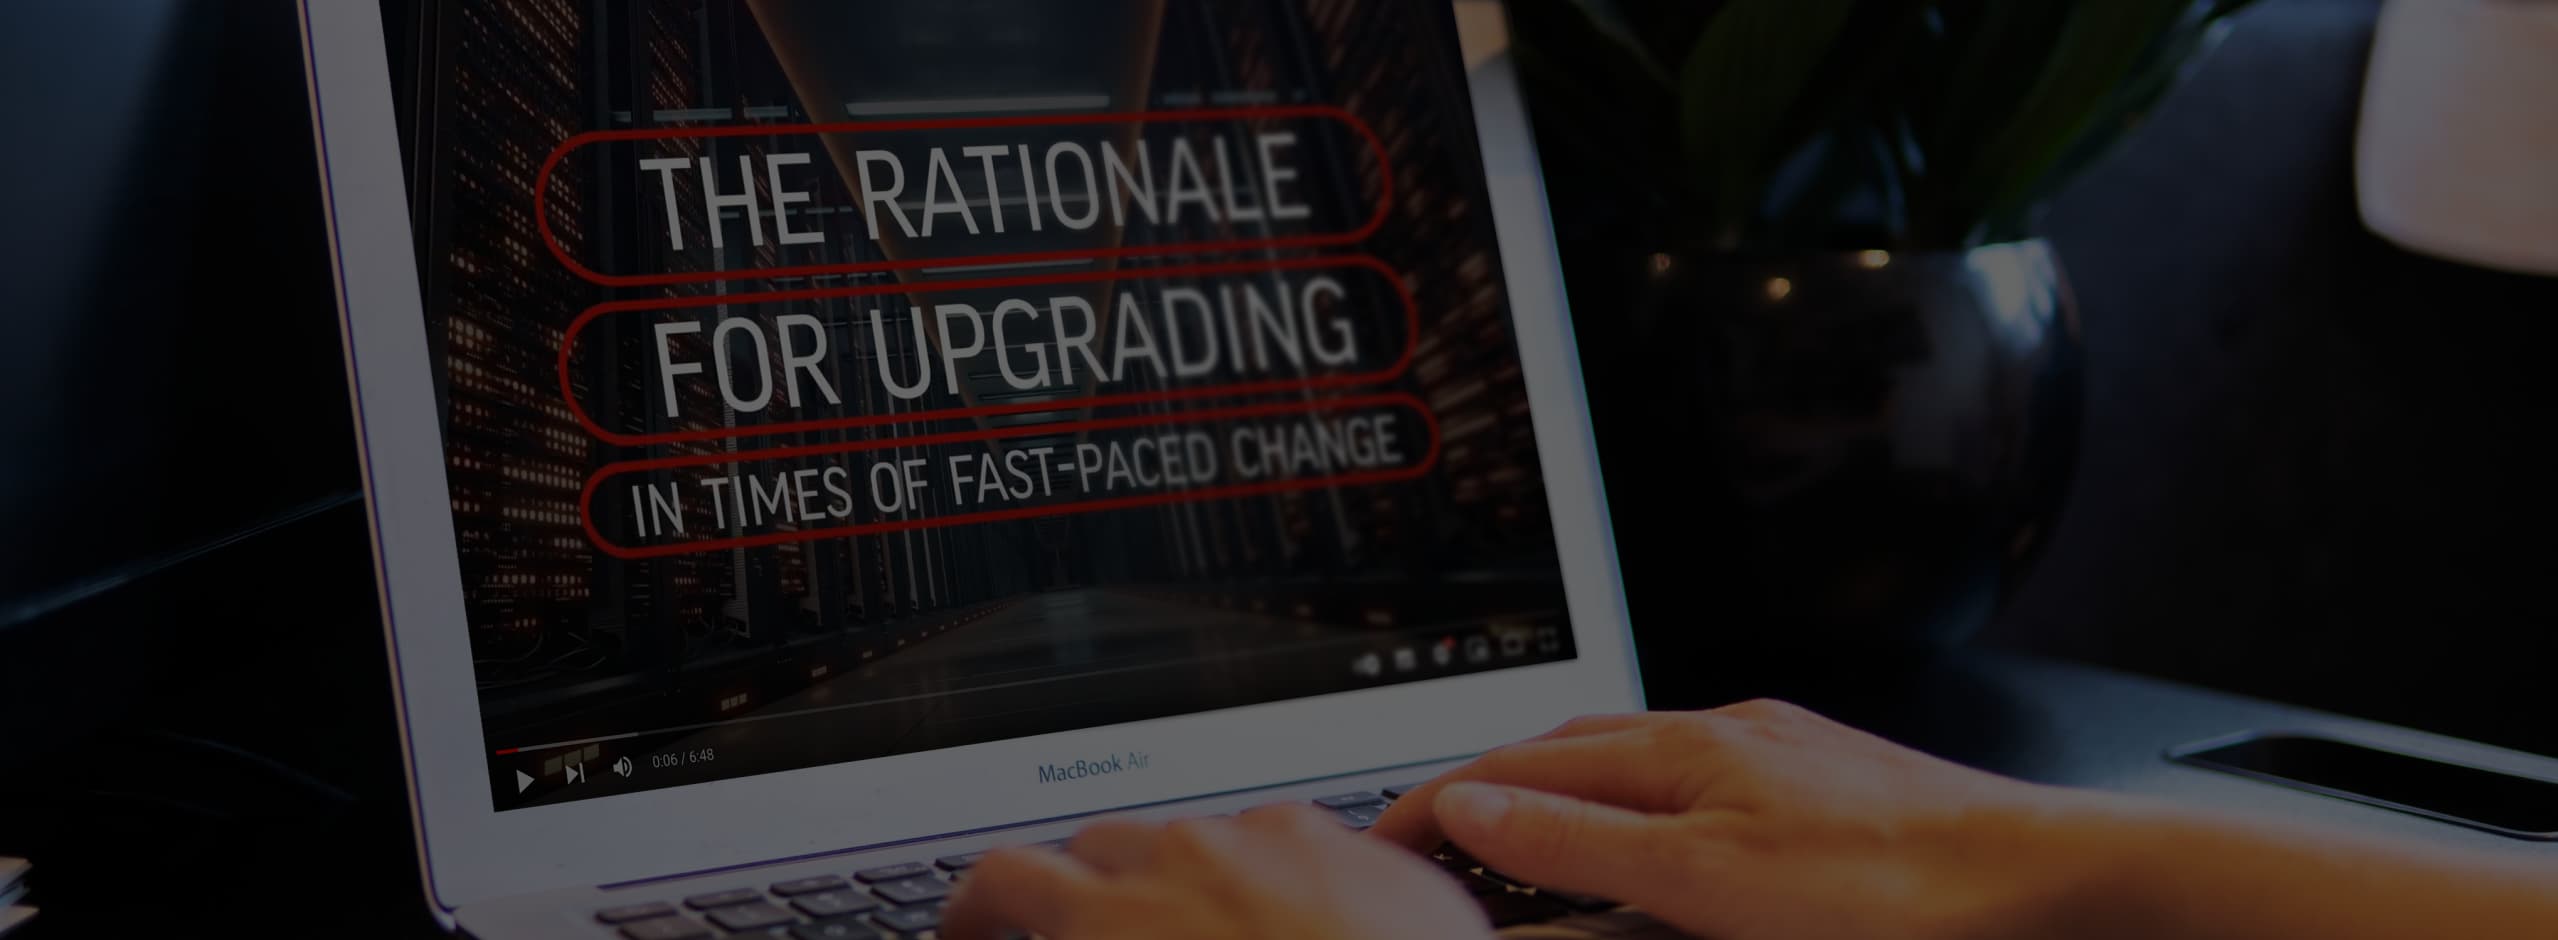 THE RATIONALE
FOR UPGRADING
IN TIMES OF FAST-PACED CHANGE
0:06 / 6:48
MacBook Air